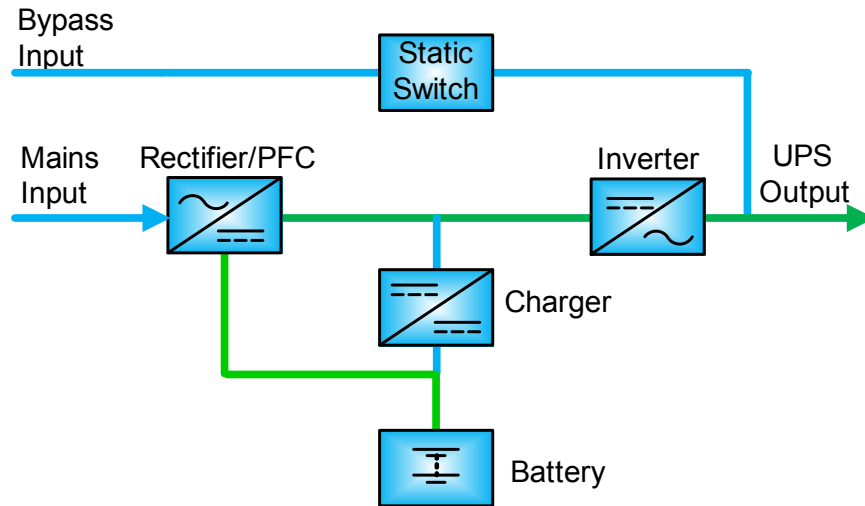 Bypass
Input
Static
Switch
Mains
Input
Rectifier/PFC
Inverter
UPS
Output
Charger
Battery